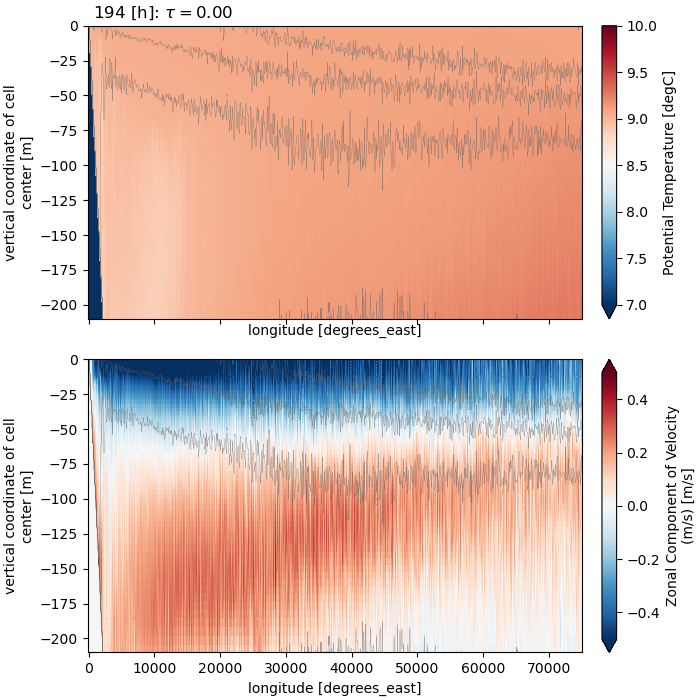 194 [h]: τ = 0.00
0
−25
−50
−75
−100
−125
−150
−175
−200
vertical coordinate of cell
center [m]
longitude [degrees_east]
10.0
9.5
9.0
8.5
8.0
7.5
7.0
Potential Temperature [degC]
0
−25
−50
−75
−100
−125
−150
−175
−200
vertical coordinate of cell
center [m]
0 10000 20000 30000 40000 50000 60000 70000
longitude [degrees_east]
0.4
0.2
0.0
−0.2
−0.4
Zonal Component of Velocity
(m/s) [m/s]